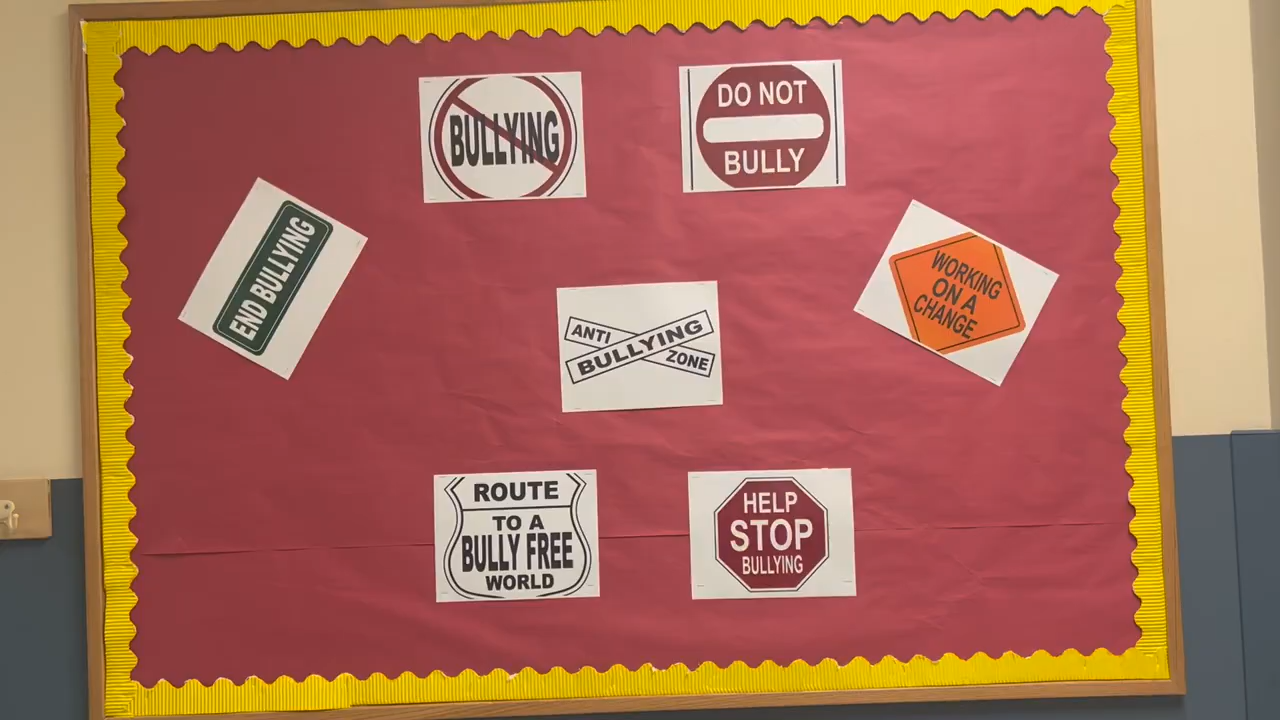 BULLYING
DO NOT
BULLY
END BULLYING
WORKING
ON A
CHANGE
ANTI
BULLYING
ZONE
ROUTE
TO A
BULLY FREE
WORLD
HELP
STOP
BULLYING